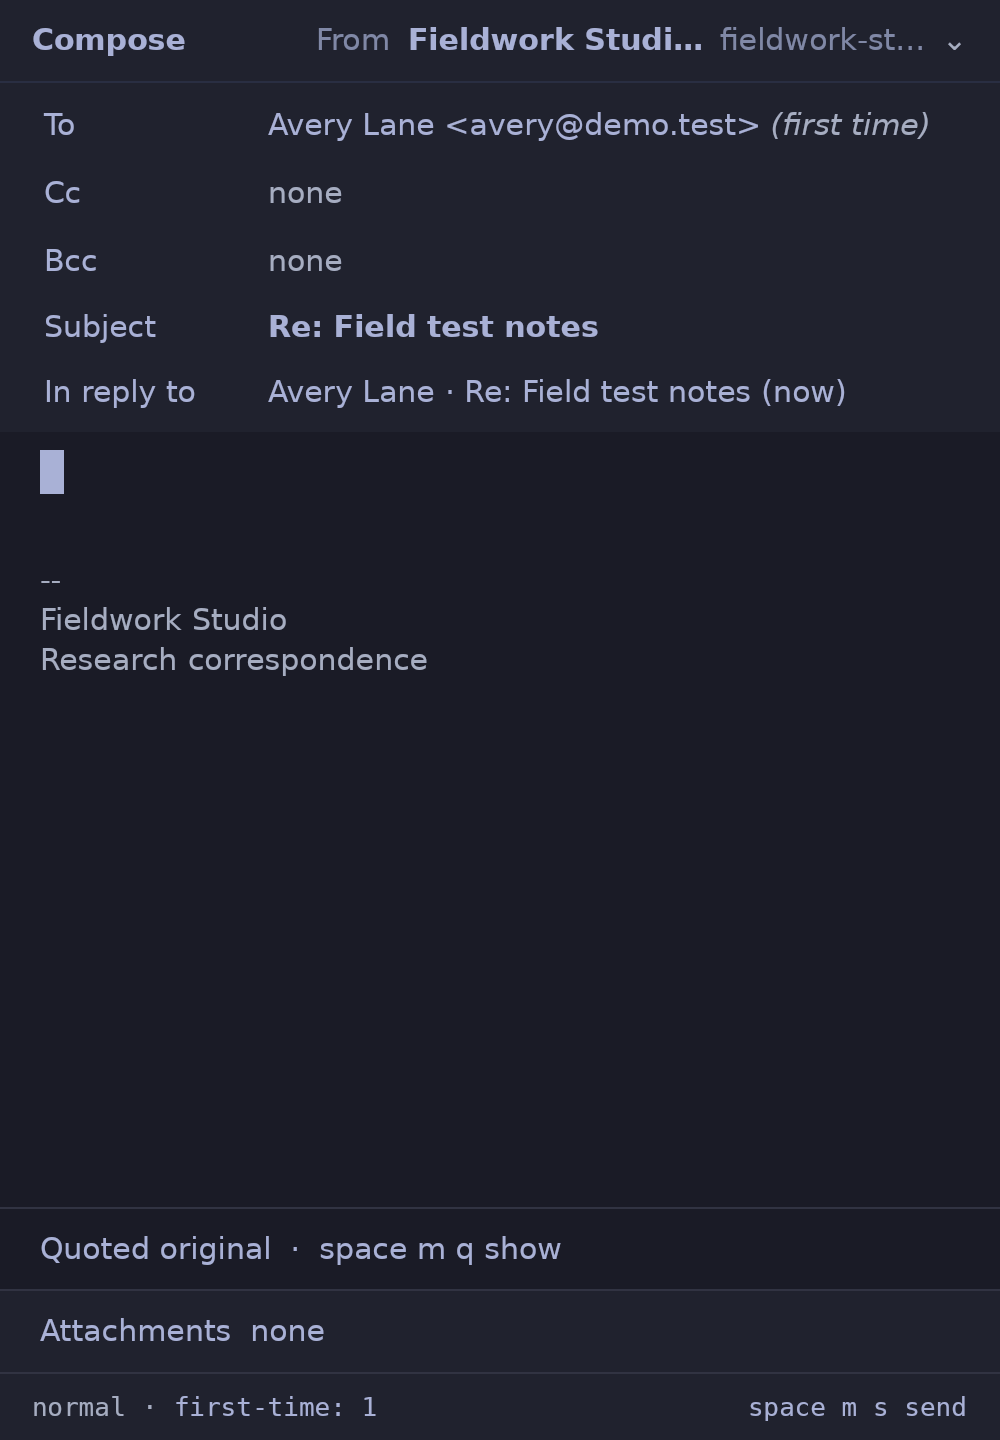 Compose From Fieldwork Studi… fieldwork-st…
To Avery Lane <avery@demo.test> (first time)
Cc none
Bcc none
Subject Re: Field test notes
In reply to Avery Lane · Re: Field test notes (now)
--
Fieldwork Studio
Research correspondence
Quoted original · space m q show
Attachments none
normal · first-time: 1 space m s send